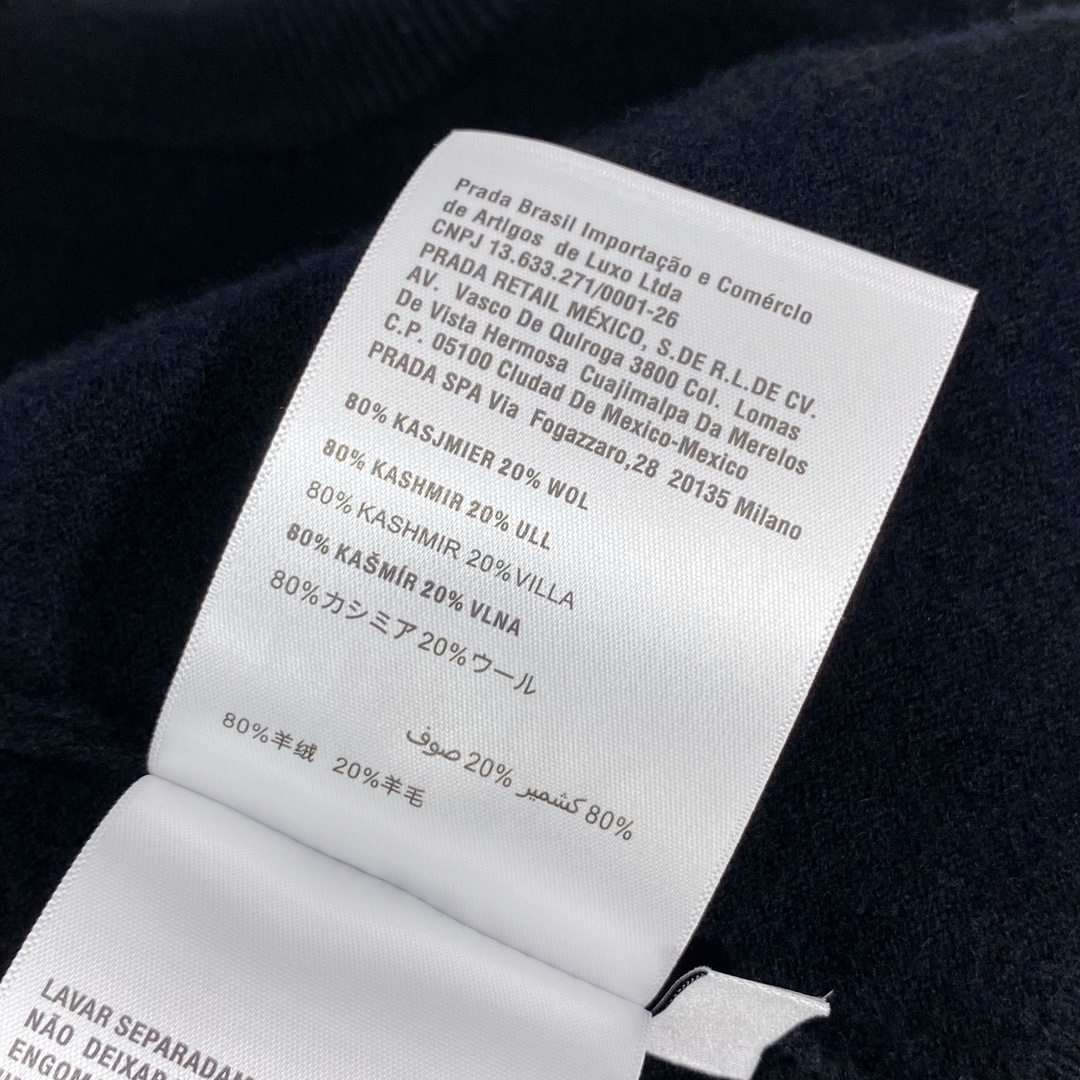 Prada Brasil Importação e Comércio
de Artigos de Luxo Ltda
CNPJ 13.633.271/0001-26
PRADA RETAIL MÉXICO, S.DE R.L.DE CV.
AV. Vasco De Quiroga 3800 Col. Lomas
De Vista Hermosa Cuajimalpa Da Merelos
C.P. 05100 Ciudad De Mexico-Mexico
PRADA SPA Via Fogazzaro,28 20135 Milano
80% KASJMIER 20% WOL
80% KASHMIR 20% ULL
80% KASHMIR 20%VILLA
80% KAŠMÍR 20% VLNA
80%カシミア20%ウール
80% كشمير 20% صوف
80%羊绒 20%羊毛
LAVAR
NÃO DEIXAR